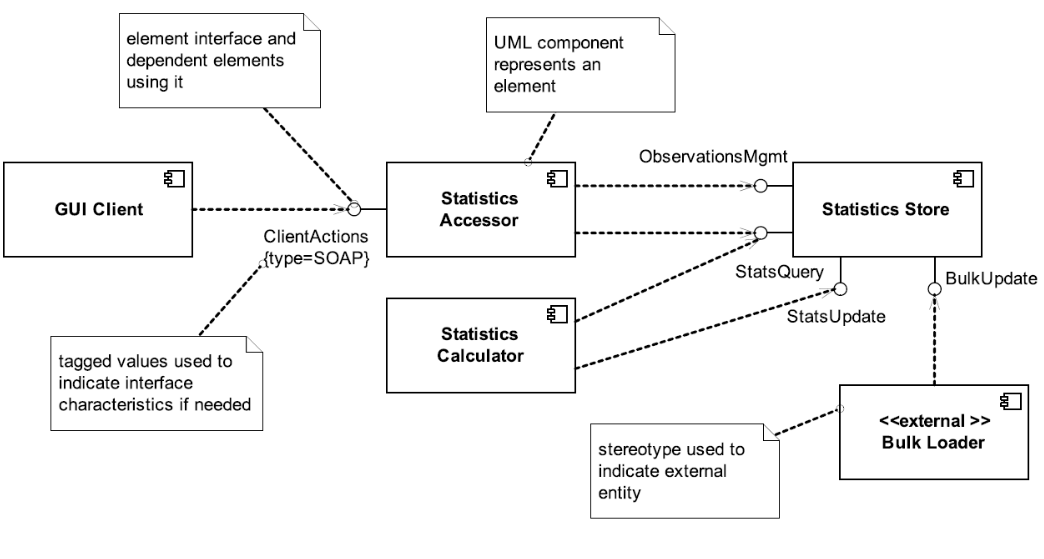 element interface and
dependent elements
using it
UML component
represents an
element
ObservationsMgmt
GUI Client
Statistics
Accessor
Statistics Store
ClientActions
{type=SOAP}
StatsQuery
BulkUpdate
StatsUpdate
Statistics
Calculator
tagged values used to
indicate interface
characteristics if needed
<<external >>
Bulk Loader
stereotype used to
indicate external
entity